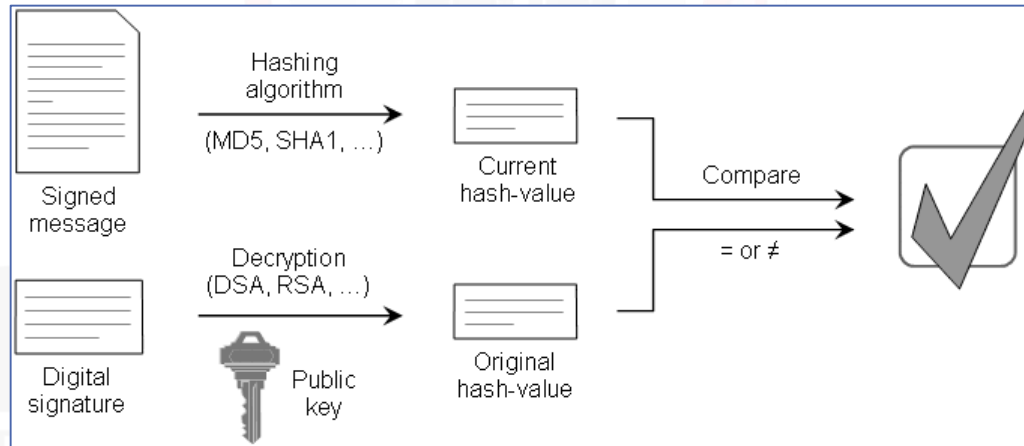 Hashing
algorithm
(MD5, SHA1, ...)
Signed
message
Current
hash-value
Compare
= or ≠
Decryption
(DSA, RSA, ...)
Digital
signature
Public
key
Original
hash-value